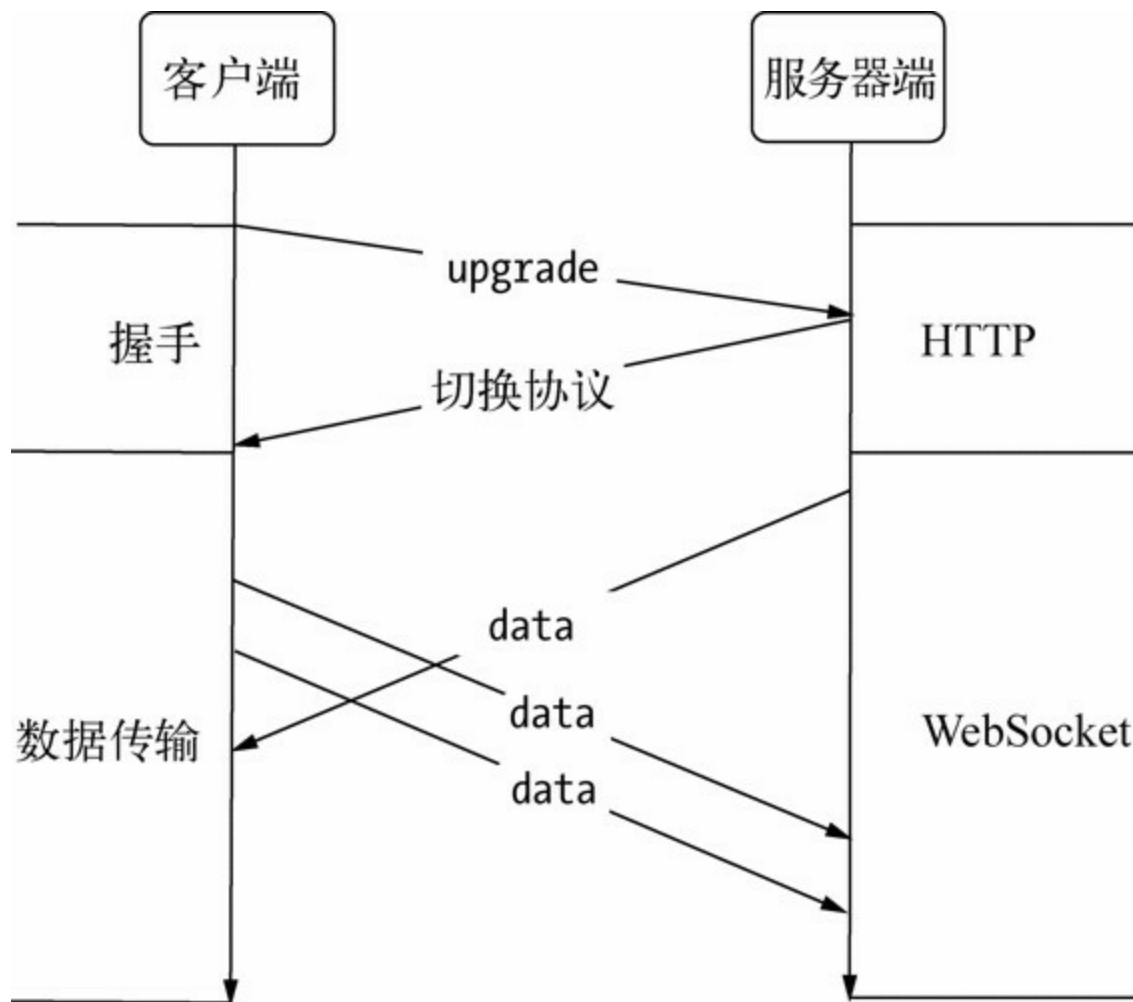 客户端
服务器端
upgrade
握手
HTTP
切换协议
data
data
数据传输
WebSocket
data